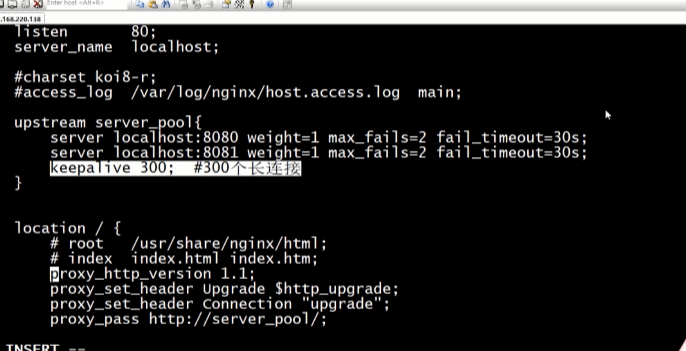 Enter host <Alt+R>
.168.220.138
listen       80;
server_name  localhost;
#charset koi8-r;
#access_log  /var/log/nginx/host.access.log  main;
upstream server_pool{
server localhost:8080 weight=1 max_fails=2 fail_timeout=30s;
server localhost:8081 weight=1 max_fails=2 fail_timeout=30s;
keepalive 300;  #300个长连接
}
location / {
# root   /usr/share/nginx/html;
# index  index.html index.htm;
proxy_http_version 1.1;
proxy_set_header Upgrade $http_upgrade;
proxy_set_header Connection "upgrade";
proxy_pass http://server_pool/;
INSERT --